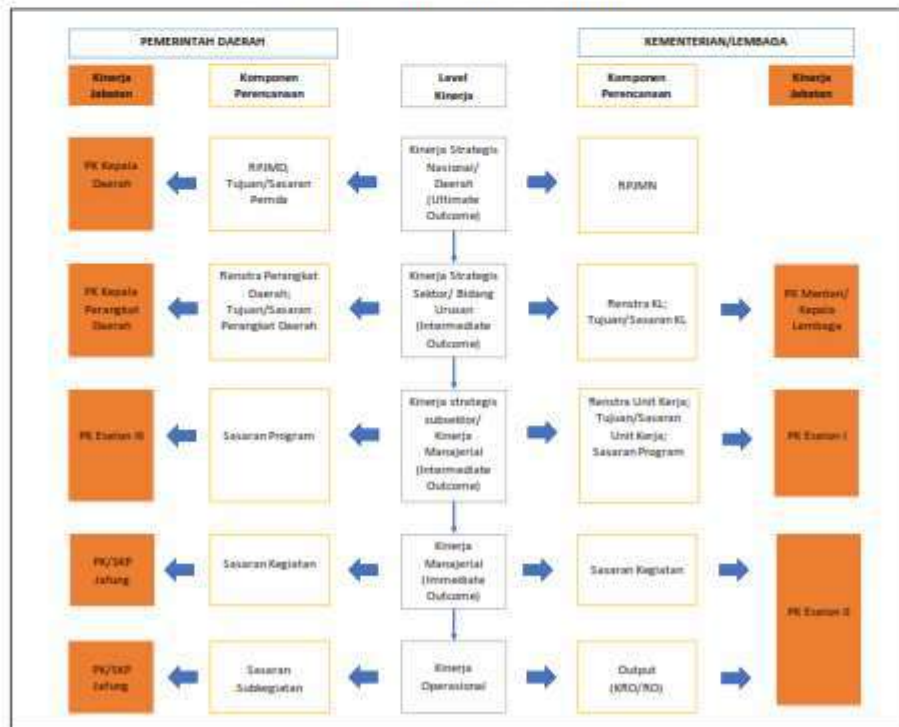 PEMERINTAH DAERAH
KEMENTERIAN/LEMBAGA
Kinerja
Jabatan
Komponen
Perencanaan
Level
Kinerja
Komponen
Perencanaan
Kinerja
Jabatan
PK Kepala
Daerah
RPJMD;
Tujuan/Sasaran
Pemda
Kinerja Strategis
Nasional/
Daerah
(Ultimate
Outcome)
RPJMN
PK Kepala
Perangkat
Daerah
Renstra Perangkat
Daerah;
Tujuan/Sasaran
Perangkat Daerah
Kinerja Strategis
Sektor/ Bidang
Urusan
(Intermediate
Outcome)
Renstra KL;
Tujuan/Sasaran KL
PK Menteri/
Kepala
Lembaga
PK Eselon III
Sasaran Program
Kinerja strategis
subsektor/
Kinerja
Manajerial
(Intermediate
Outcome)
Renstra Unit Kerja;
Tujuan/Sasaran
Unit Kerja;
Sasaran Program
PK Eselon I
PK/SKP
Jafung
Sasaran Kegiatan
Kinerja
Manajerial
(Immediate
Outcome)
Sasaran Kegiatan
PK Eselon II
PK/SKP
Jafung
Sasaran
Subkegiatan
Kinerja
Operasional
Output
(KRO/RO)